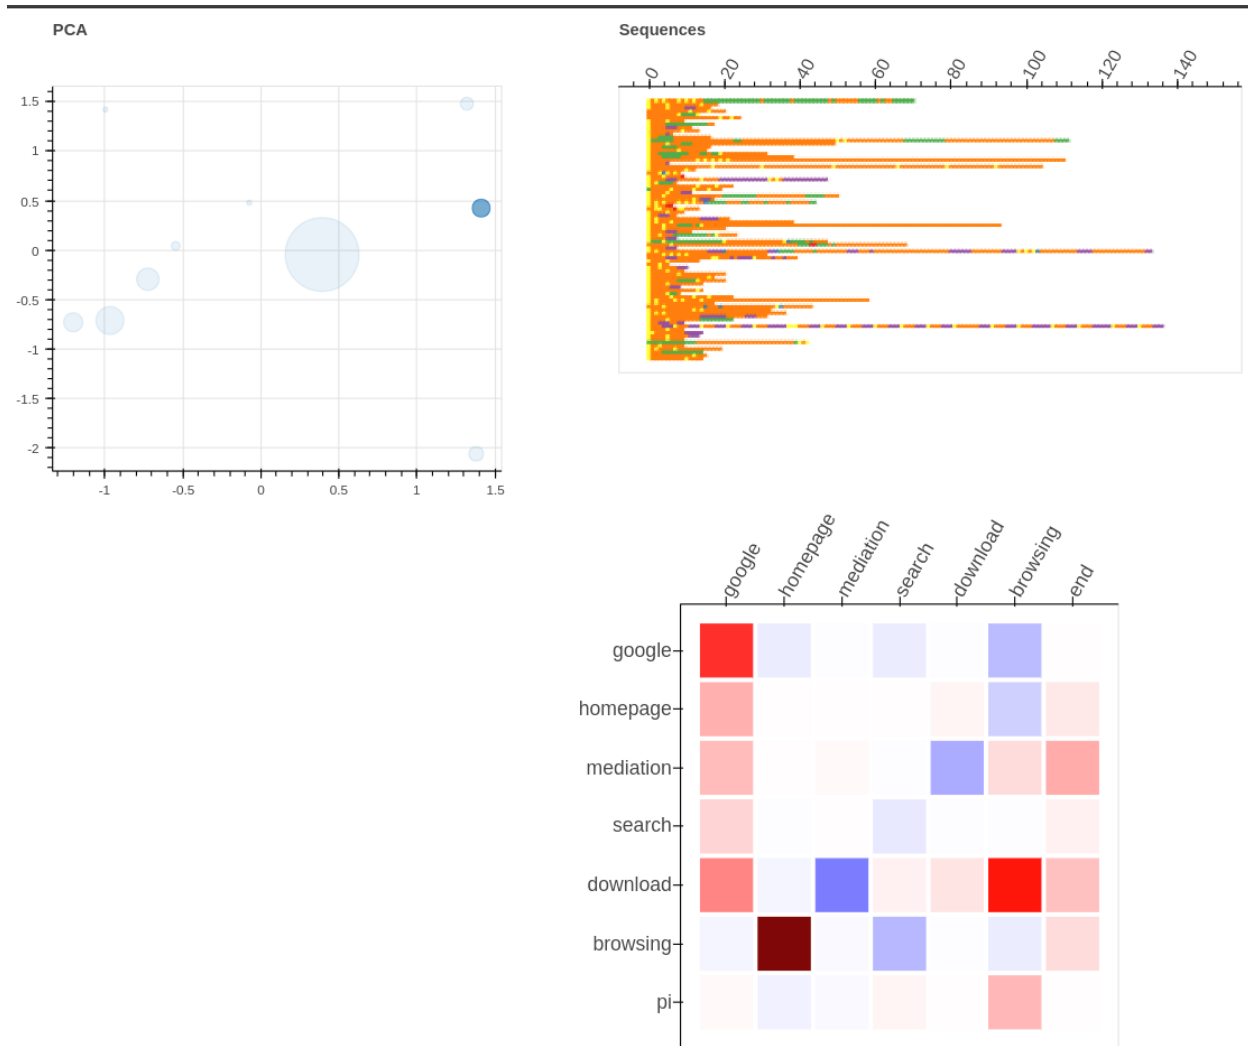 PCA
1.5
1
0.5
0
-0.5
-1
-1.5
-2
-1 -0.5 0 0.5 1 1.5
Sequences
0 20 40 60 80 100 120 140
google homepage mediation search download browsing end
google
homepage
mediation
search
download
browsing
pi